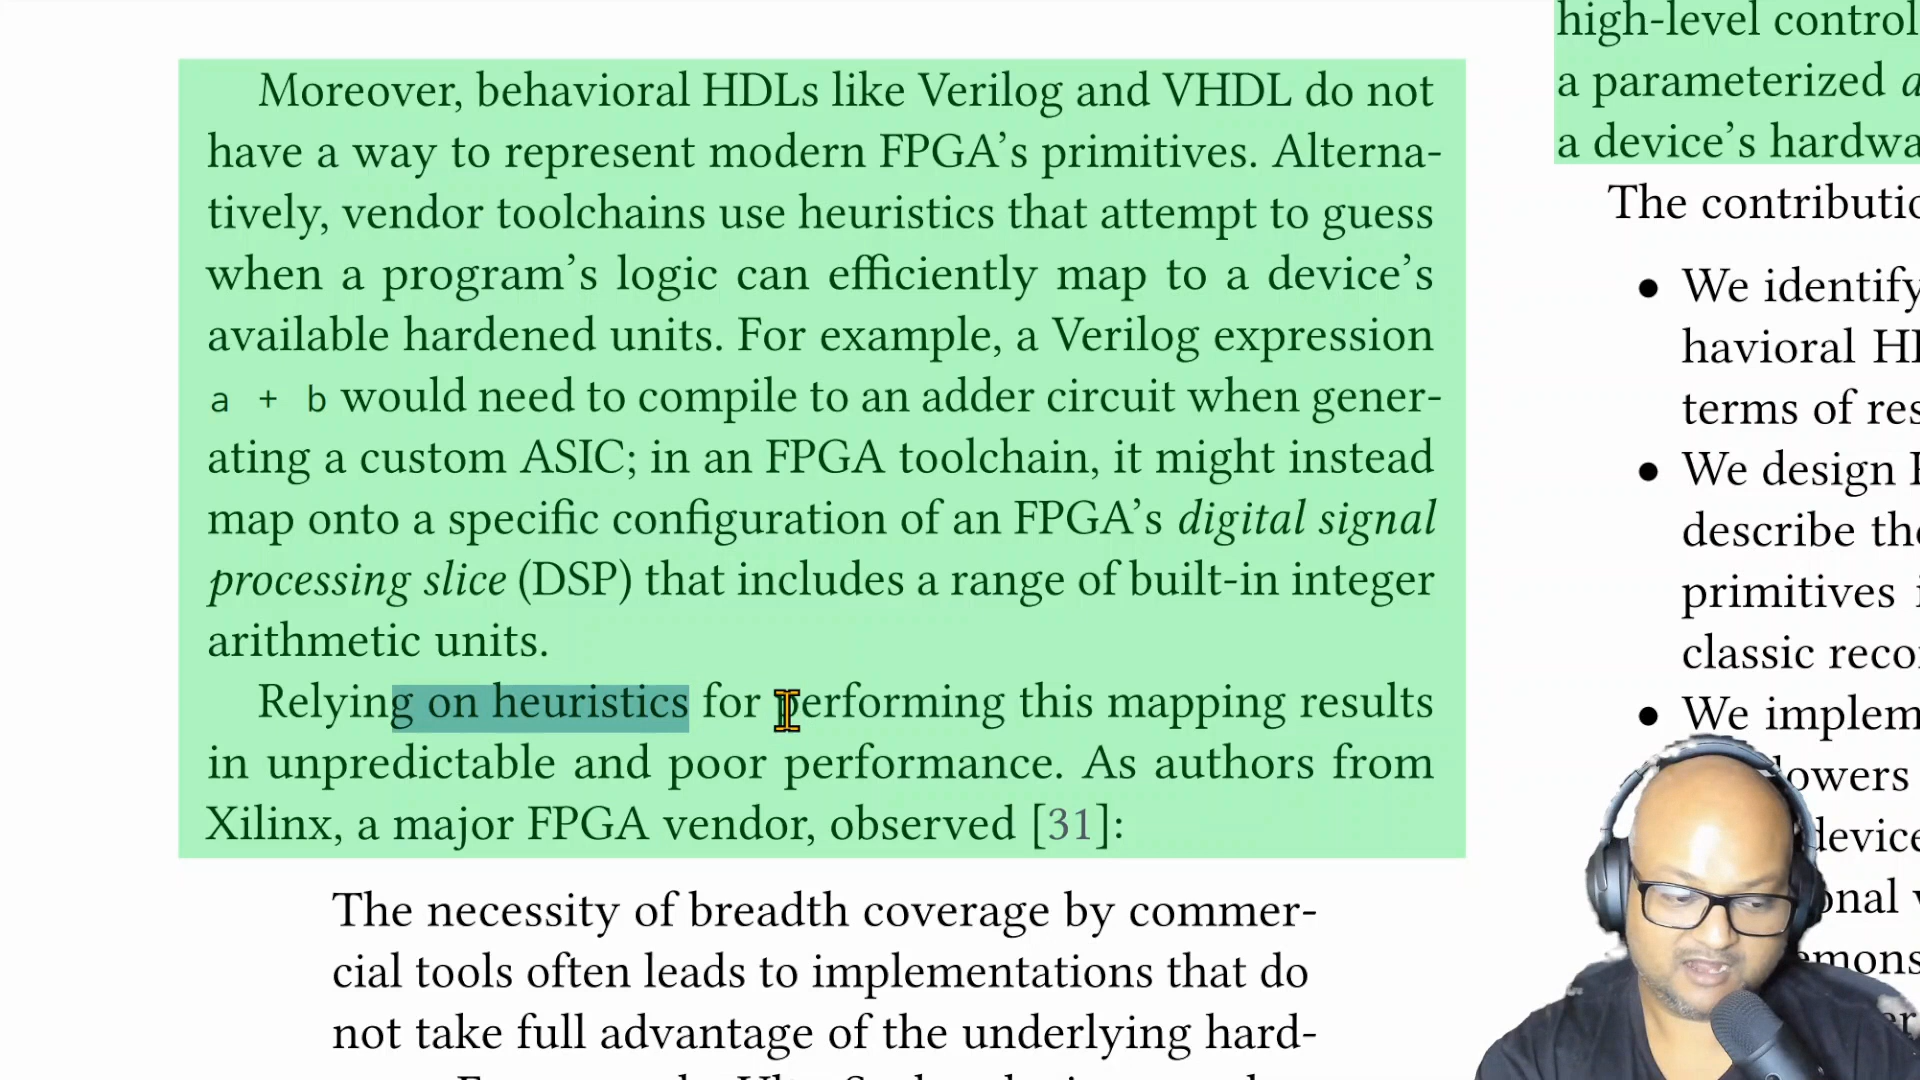 Moreover, behavioral HDLs like Verilog and VHDL do not
have a way to represent modern FPGA's primitives. Alterna-
tively, vendor toolchains use heuristics that attempt to guess
when a program's logic can efficiently map to a device's
available hardened units. For example, a Verilog expression
a + b would need to compile to an adder circuit when gener-
ating a custom ASIC; in an FPGA toolchain, it might instead
map onto a specific configuration of an FPGA's digital signal
processing slice (DSP) that includes a range of built-in integer
arithmetic units.
Relying on heuristics for performing this mapping results
in unpredictable and poor performance. As authors from
Xilinx, a major FPGA vendor, observed [31]:
The necessity of breadth coverage by commer-
cial tools often leads to implementations that do
not take full advantage of the underlying hard-
high-level control
a parameterized
a device's hardwa
The contributio
• We identify
havioral
terms of res
• We design
describe the
primitives
classic reco
• We implem
lowers
device
onal
emons